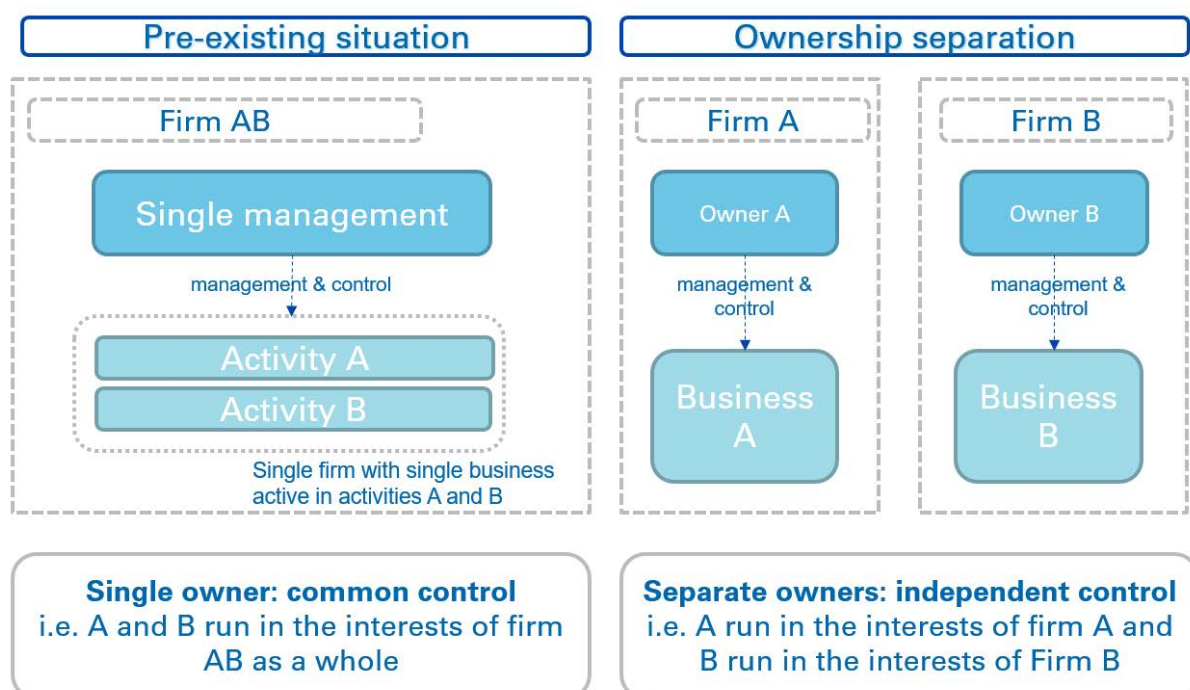 Pre-existing situation
Firm AB
Single management
management & control
Activity A
Activity B
Single firm with single business
active in activities A and B
Single owner: common control
i.e. A and B run in the interests of firm
AB as a whole
Ownership separation
Firm A
Owner A
management &
control
Business
A
Firm B
Owner B
management &
control
Business
B
Separate owners: independent control
i.e. A run in the interests of firm A and
B run in the interests of Firm B